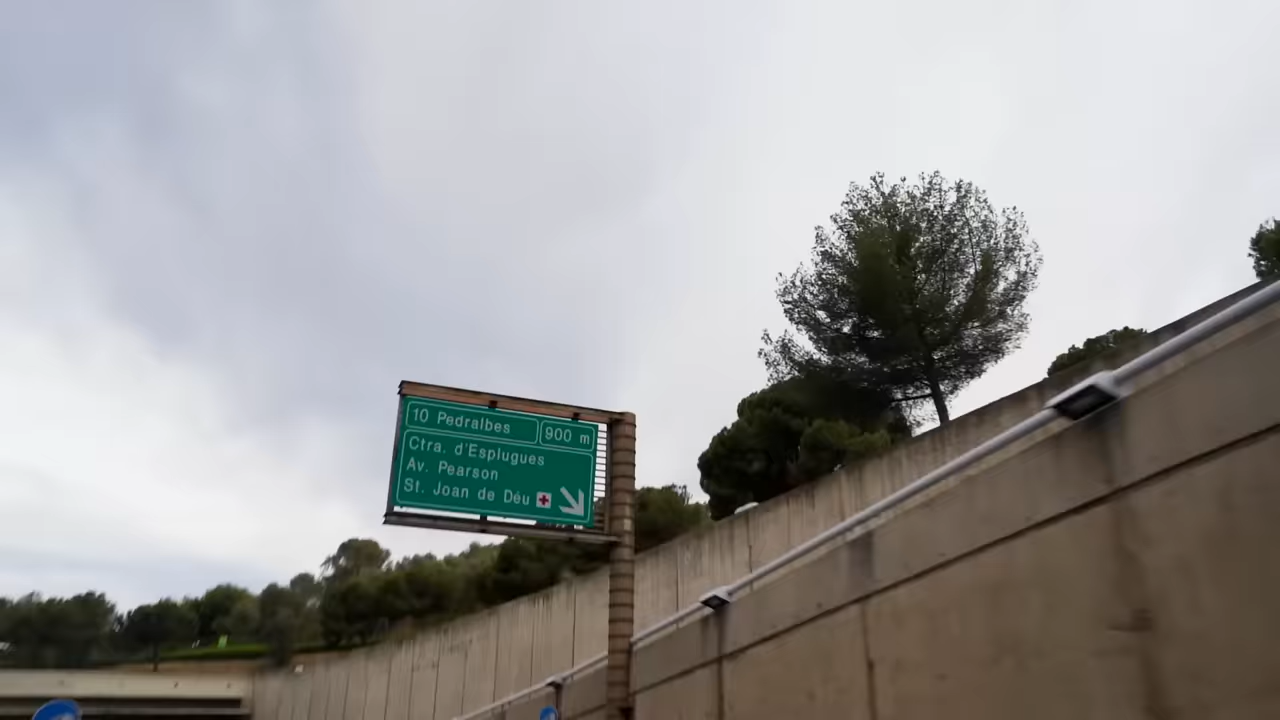 10 Pedralbes 900 m
Ctra. d'Esplugues
Av. Pearson
St. Joan de Déu